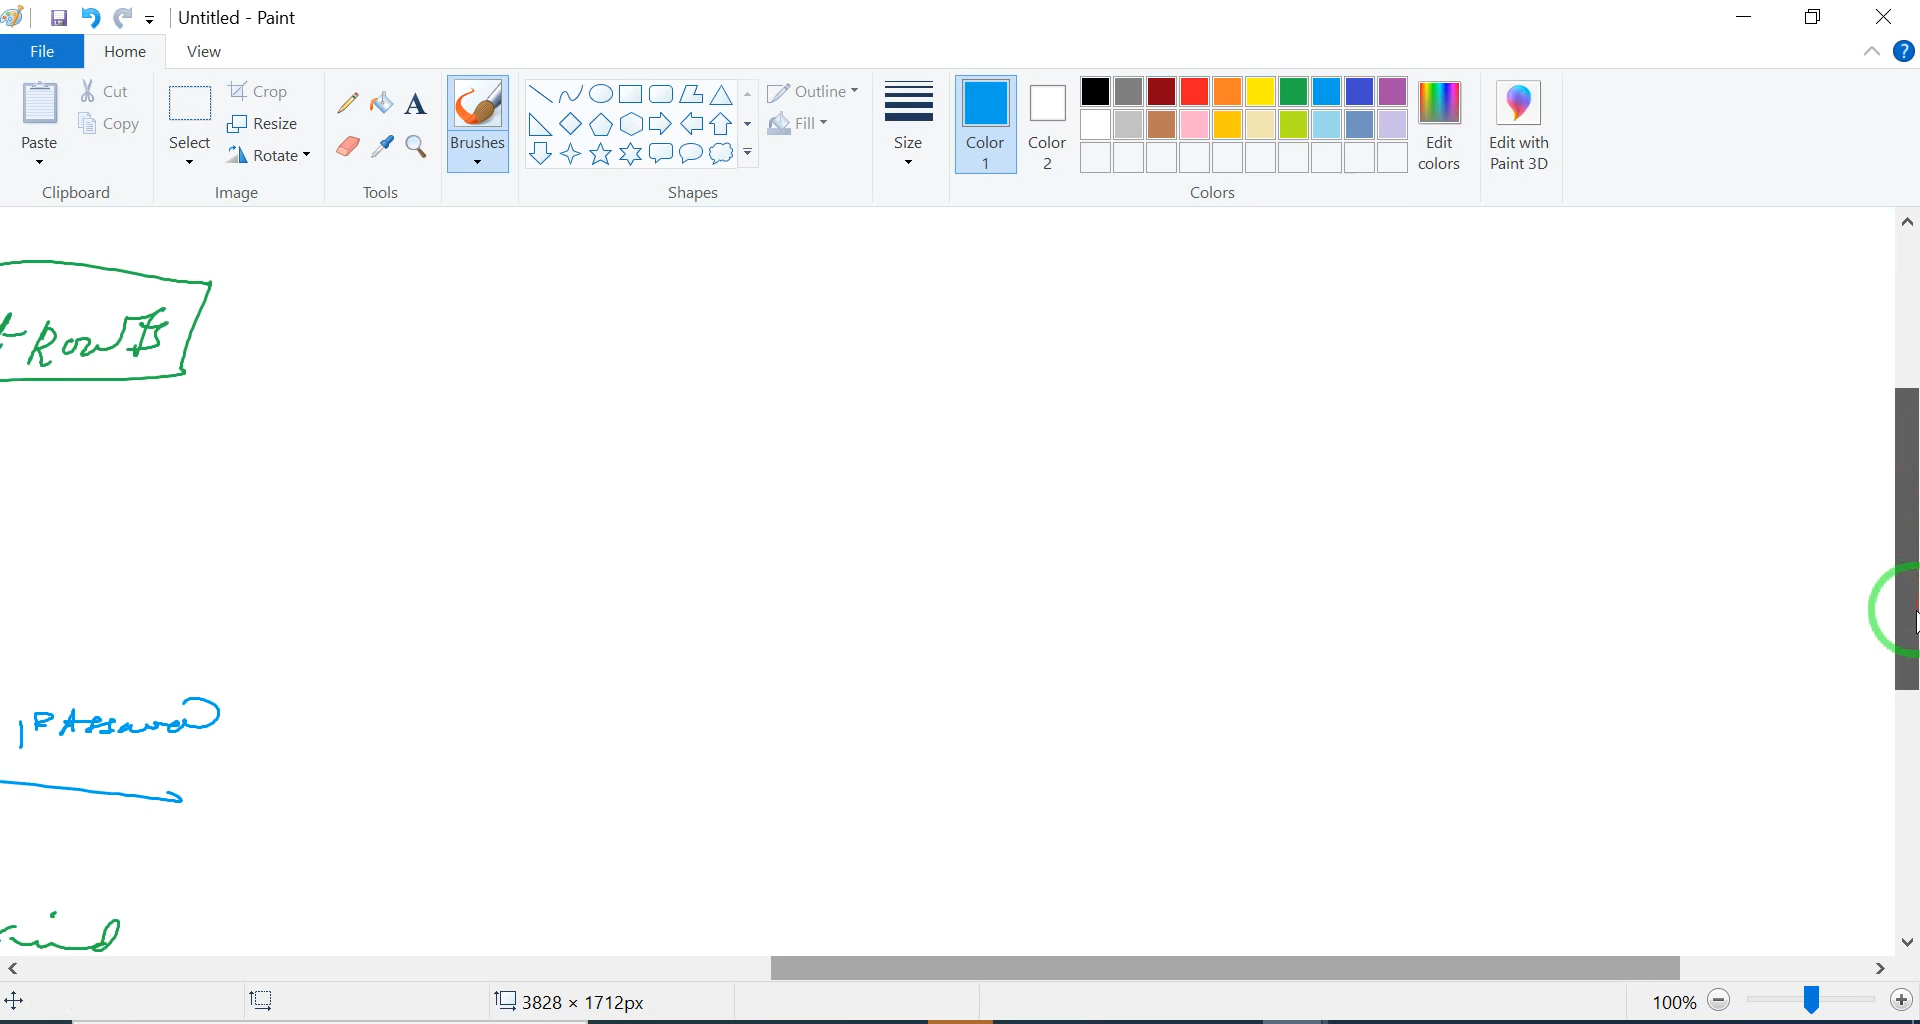 Untitled - Paint
File Home View
Paste
Cut
Copy
Clipboard
Select
Crop
Resize
Rotate
Image
A
Tools
Brushes
Shapes
Outline
Fill
Size
Color
1
Color
2
Colors
Edit
colors
Edit with
Paint 3D
?
Row
3828 × 1712px
100%